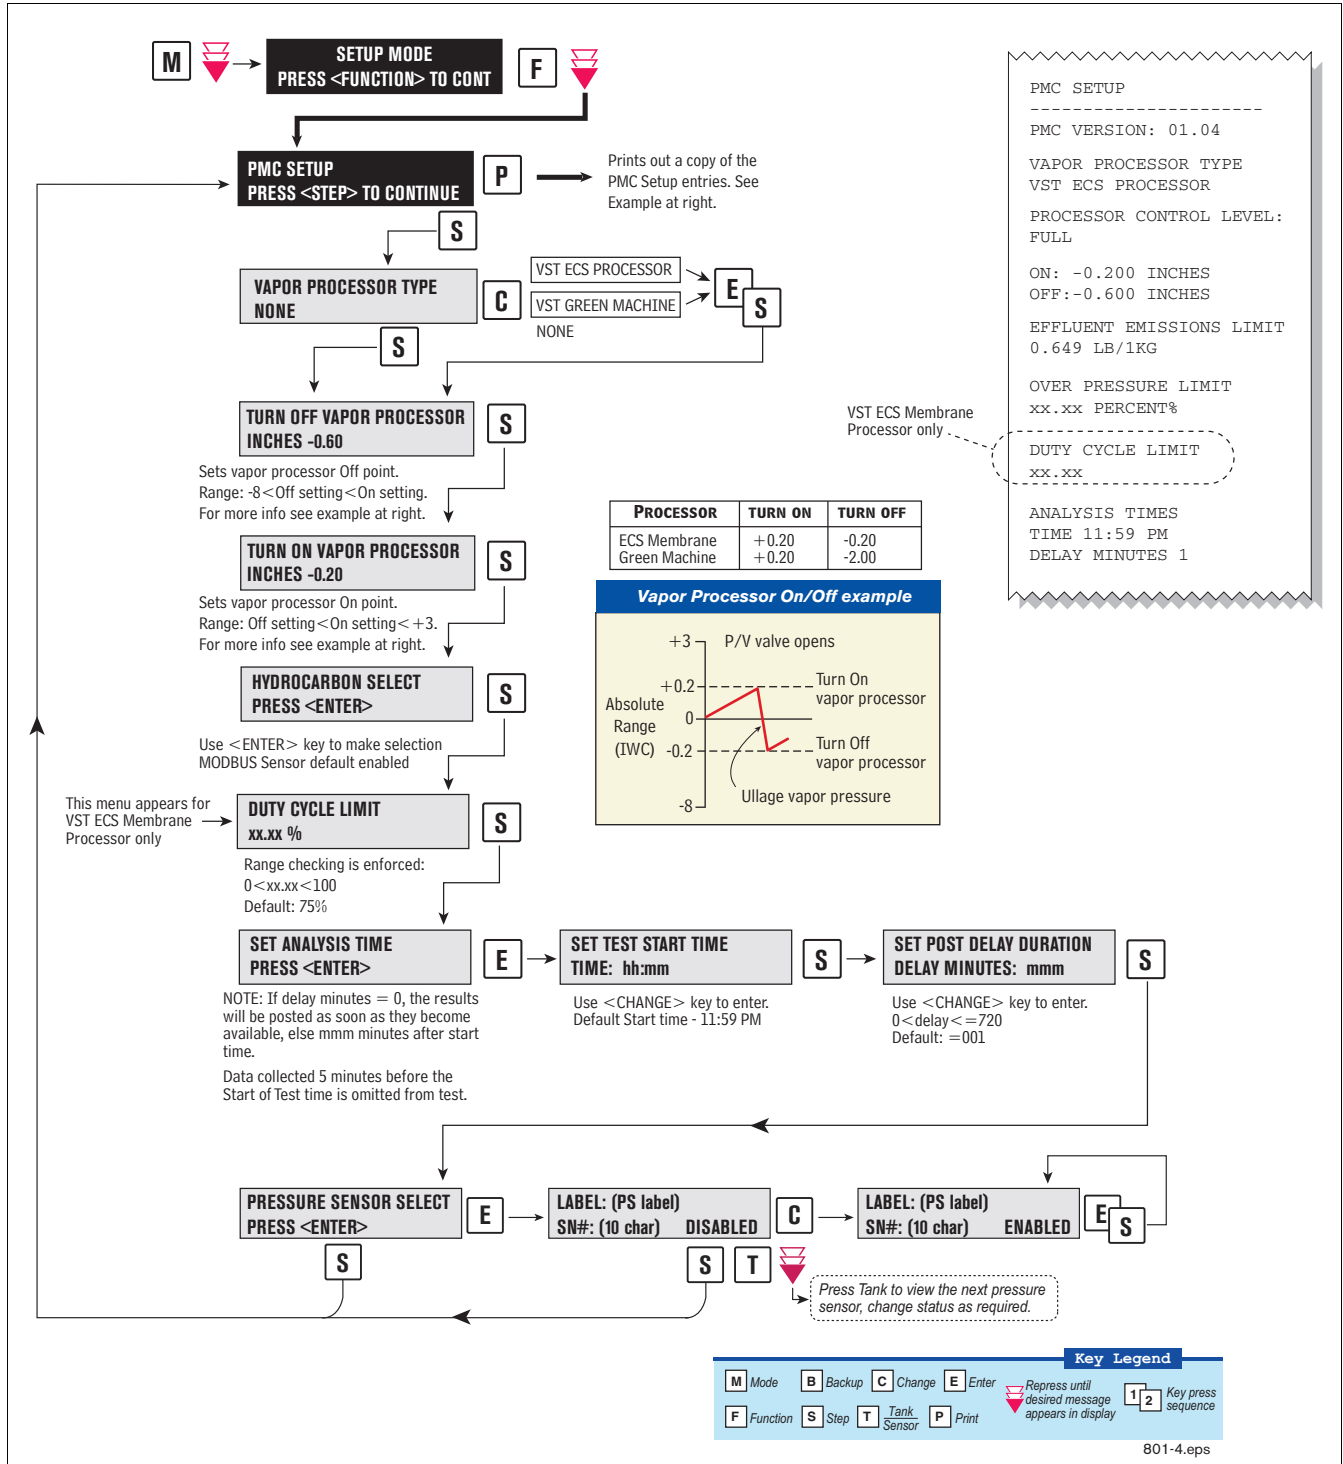 M
SETUP MODE
PRESS <FUNCTION> TO CONT
F
PMC SETUP
PRESS <STEP> TO CONTINUE
P
Prints out a copy of the
PMC Setup entries. See
Example at right.
S
VAPOR PROCESSOR TYPE
NONE
C
VST ECS PROCESSOR
VST GREEN MACHINE
NONE
E
S
S
TURN OFF VAPOR PROCESSOR
INCHES -0.60
S
Sets vapor processor Off point.
Range: -8<Off setting<On setting.
For more info see example at right.
TURN ON VAPOR PROCESSOR
INCHES -0.20
S
Sets vapor processor On point.
Range: Off setting<On setting<+3.
For more info see example at right.
HYDROCARBON SELECT
PRESS <ENTER>
S
Use <ENTER> key to make selection
MODBUS Sensor default enabled
This menu appears for
VST ECS Membrane
Processor only
DUTY CYCLE LIMIT
xx.xx %
S
Range checking is enforced:
0<xx.xx<100
Default: 75%
PROCESSOR TURN ON TURN OFF
ECS Membrane +0.20 -0.20
Green Machine +0.20 -2.00
Vapor Processor On/Off example
+3
P/V valve opens
+0.2
Turn On
vapor processor
Absolute
Range
(IWC)
0
-0.2
Turn Off
vapor processor
Ullage vapor pressure
-8
PMC SETUP
----------------------
PMC VERSION: 01.04
VAPOR PROCESSOR TYPE
VST ECS PROCESSOR
PROCESSOR CONTROL LEVEL:
FULL
ON: -0.200 INCHES
OFF:-0.600 INCHES
EFFLUENT EMISSIONS LIMIT
0.649 LB/1KG
OVER PRESSURE LIMIT
xx.xx PERCENT%
VST ECS Membrane
Processor only
DUTY CYCLE LIMIT
xx.xx
ANALYSIS TIMES
TIME 11:59 PM
DELAY MINUTES 1
SET ANALYSIS TIME
PRESS <ENTER>
E
SET TEST START TIME
TIME: hh:mm
S
SET POST DELAY DURATION
DELAY MINUTES: mmm
S
NOTE: If delay minutes = 0, the results
will be posted as soon as they become
available, else mmm minutes after start
time.
Data collected 5 minutes before the
Start of Test time is omitted from test.
Use <CHANGE> key to enter.
Default Start time - 11:59 PM
Use <CHANGE> key to enter.
0<delay<=720
Default: =001
PRESSURE SENSOR SELECT
PRESS <ENTER>
E
LABEL: (PS label)
SN#: (10 char) DISABLED
C
LABEL: (PS label)
SN#: (10 char) ENABLED
E
S
S
S
T
Press Tank to view the next pressure
sensor, change status as required.
Key Legend
M Mode
B Backup
C Change
E Enter
F Function
S Step
T Tank
Sensor
P Print
Repress until
desired message
appears in display
1
2
Key press
sequence
801-4.eps